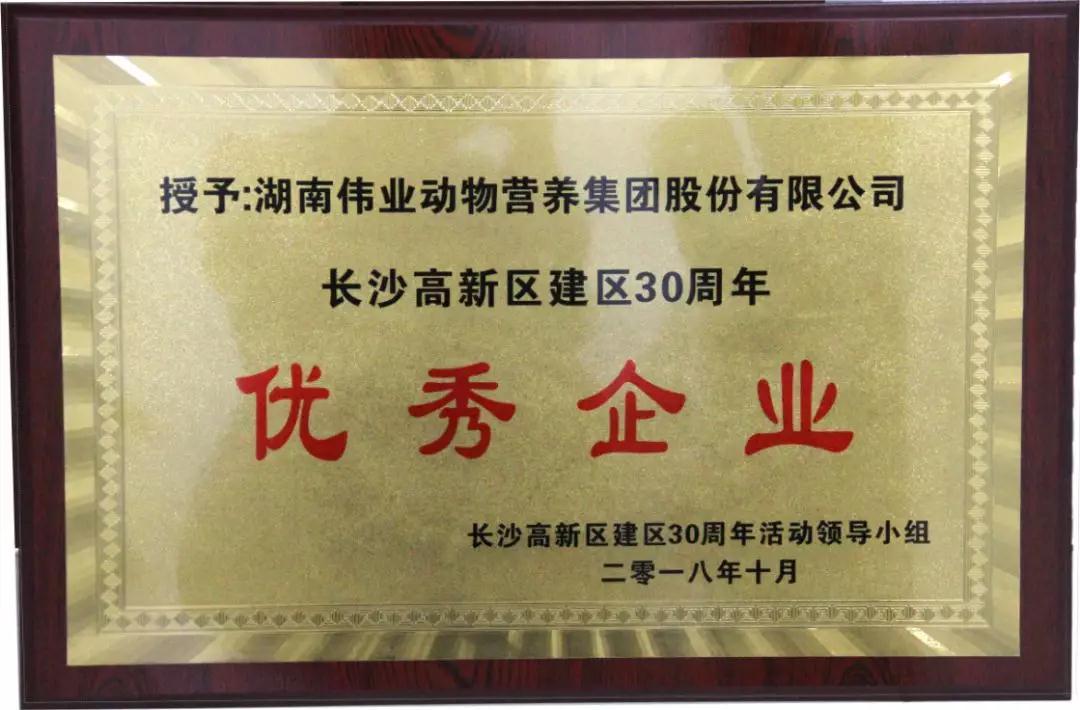 授予:湖南伟业动物营养集团股份有限公司
长沙高新区建区30周年
优秀企业
长沙高新区建区30周年活动领导小组
二零一八年十月